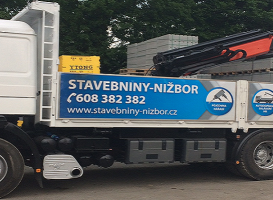 YTONG
STAVEBNINY-NIŽBOR
608 382 382
www.stavebniny-nizbor.cz